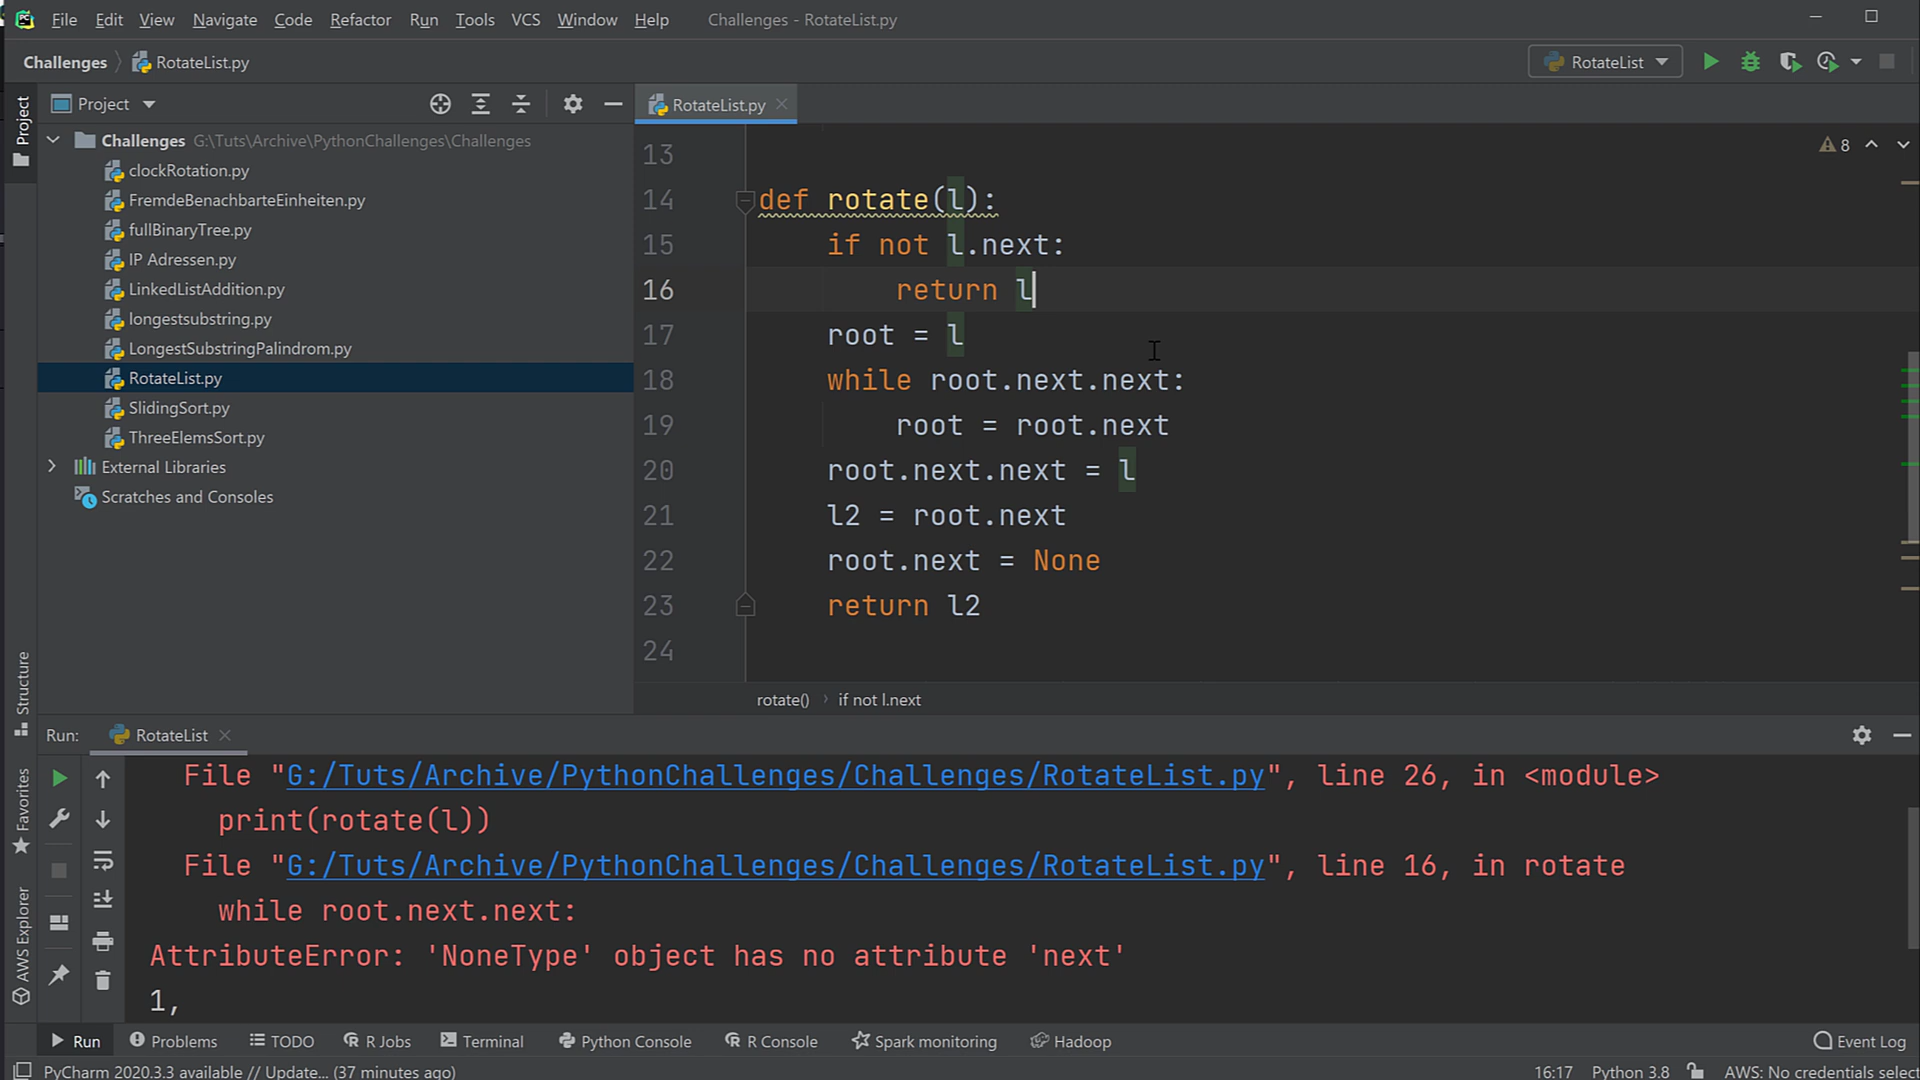 File Edit View Navigate Code Refactor Run Tools VCS Window Help Challenges - RotateList.py
Challenges RotateList.py RotateList
Project RotateList.py
Project
Challenges G:\Tuts\Archive\PythonChallenges\Challenges
clockRotation.py
FremdeBenachbarteEinheiten.py
fullBinaryTree.py
IP Adressen.py
LinkedListAddition.py
longestsubstring.py
LongestSubstringPalindrom.py
RotateList.py
SlidingSort.py
ThreeElemsSort.py
External Libraries
Scratches and Consoles
8
13
14 def rotate(l):
15 if not l.next:
16 return l
17 root = l
18 while root.next.next:
19 root = root.next
20 root.next.next = l
21 l2 = root.next
22 root.next = None
23 return l2
24
rotate() if not l.next
Structure
Favorites
AWS Explorer
Run: RotateList
File "G:/Tuts/Archive/PythonChallenges/Challenges/RotateList.py", line 26, in <module>
print(rotate(l))
File "G:/Tuts/Archive/PythonChallenges/Challenges/RotateList.py", line 16, in rotate
while root.next.next:
AttributeError: 'NoneType' object has no attribute 'next'
1,
Run Problems TODO R Jobs Terminal Python Console R Console Spark monitoring Hadoop Event Log
PyCharm 2020.3.3 available // Update... (37 minutes ago) 16:17 Python 3.8 AWS: No credentials select